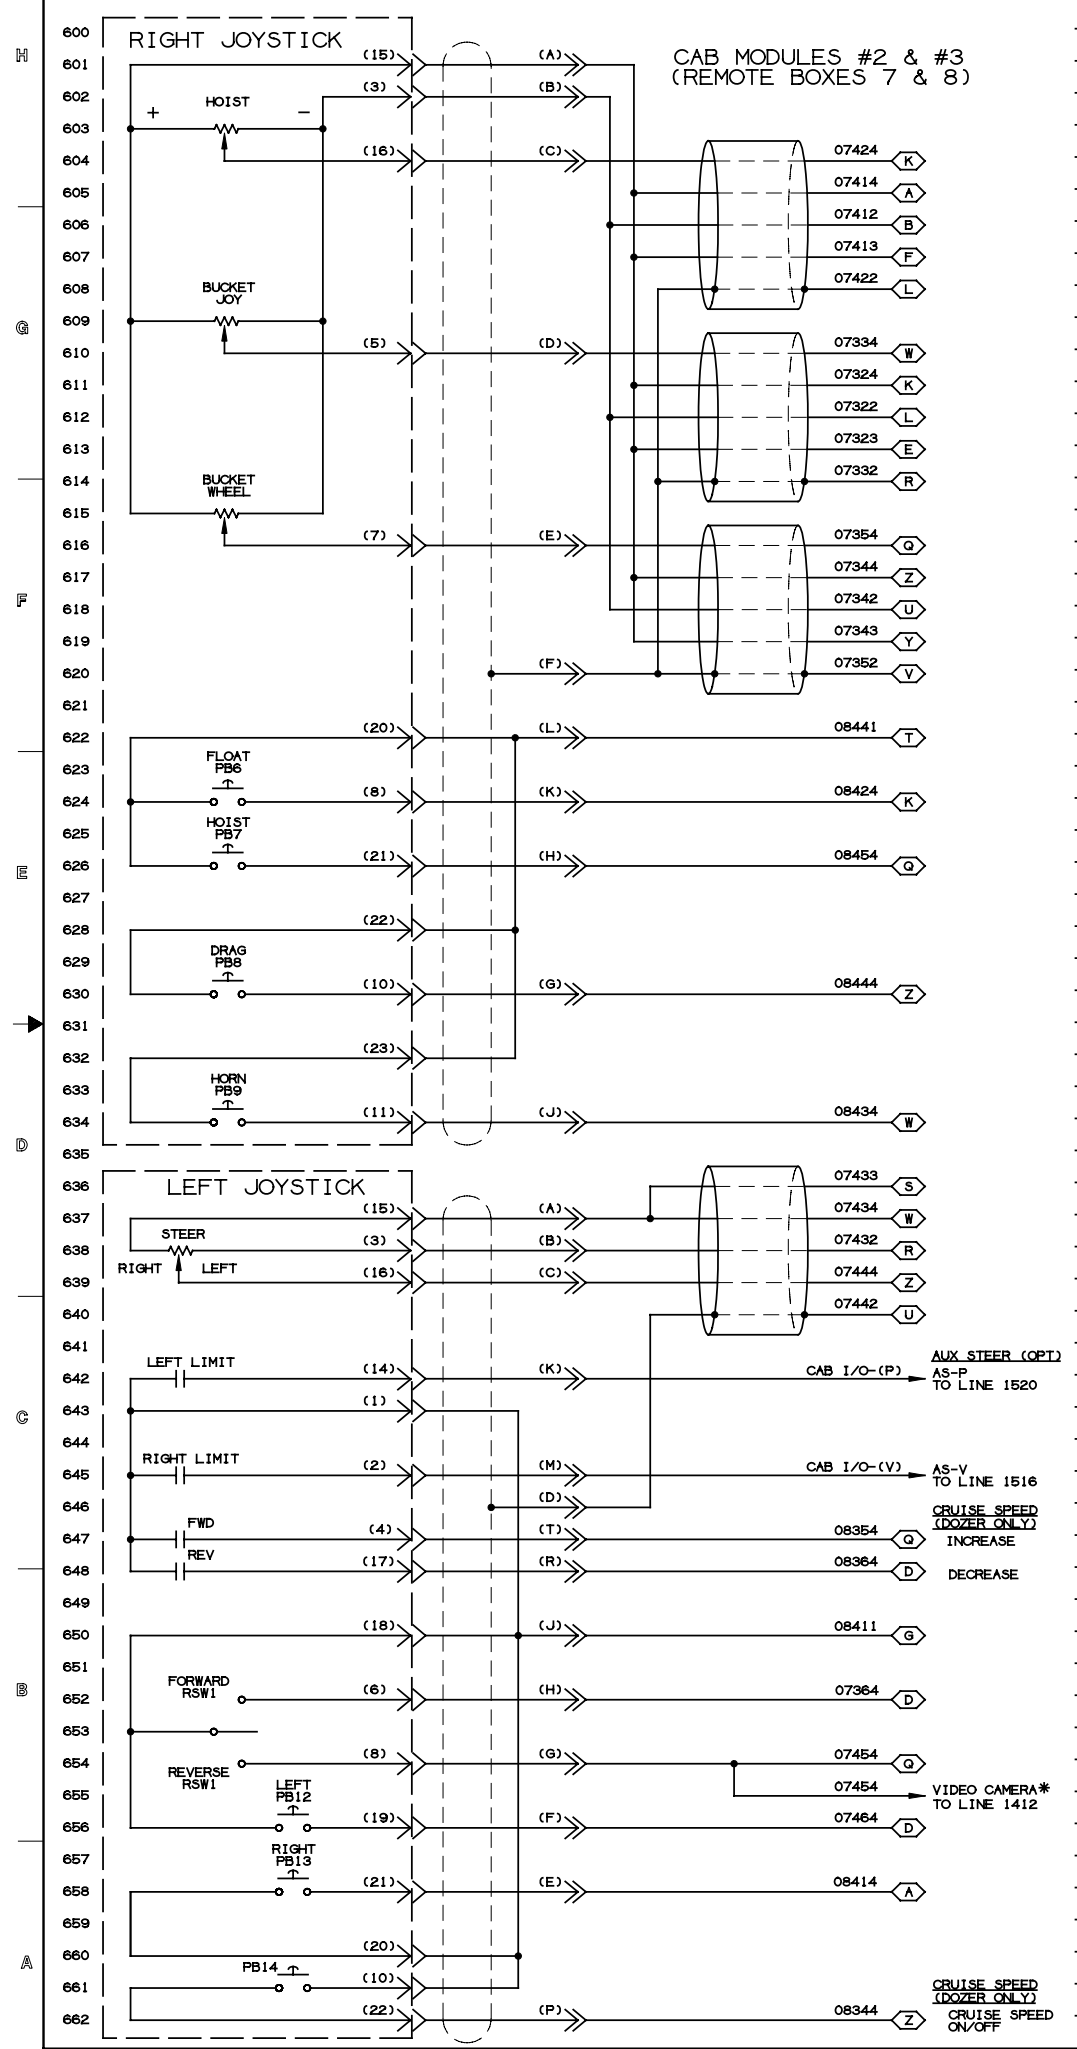 H
600
RIGHT JOYSTICK
601 (15) (A)
CAB MODULES #2 & #3
(REMOTE BOXES 7 & 8)
602 (3) (B)
HOIST
+ -
603
604 (16) (C) 07424 K
605 07414 A
606 07412 B
607 07413 F
608 07422 L
BUCKET
JOY
G
609
610 (5) (D) 07334 W
611 07324 K
612 07322 L
613 07323 E
614 07332 R
BUCKET
WHEEL
615
616 (7) (E) 07354 Q
617 07344 Z
F
618 07342 U
619 07343 Y
620 (F) 07352 V
621
622 (20) (L) 08441 T
623
FLOAT
PB6
624 (8) (K) 08424 K
625
HOIST
PB7
626 (21) (H) 08454 Q
E
627
628 (22)
629
DRAG
PB8
630 (10) (G) 08444 Z
631
632 (23)
633
HORN
PB9
634 (11) (J) 08434 W
D
635
636 07433 S
LEFT JOYSTICK
637 (15) (A) 07434 W
STEER
638 (3) (B) 07432 R
RIGHT LEFT
639 (16) (C) 07444 Z
640 07442 U
641
AUX STEER (OPT)
LEFT LIMIT
642 (14) (K) CAB I/O-(P) AS-P
TO LINE 1520
643 (1)
C
644
RIGHT LIMIT
645 (2) (M) CAB I/O-(V) AS-V
TO LINE 1516
646 (D)
CRUISE SPEED
(DOZER ONLY)
FWD
647 (4) (T) 08354 Q INCREASE
REV
648 (17) (R) 08364 D DECREASE
649
650 (18) (J) 08411 G
651
FORWARD
RSW1
B
652 (6) (H) 07364 D
653
654 (8) (G) 07454 Q
REVERSE
RSW1
655 07454 VIDEO CAMERA*
TO LINE 1412
LEFT
PB12
656 (19) (F) 07464 D
657
RIGHT
PB13
658 (21) (E) 08414 A
659
660 (20)
A
PB14
661 (10)
CRUISE SPEED
(DOZER ONLY)
662 (22) (P) 08344 Z CRUISE SPEED
ON/OFF